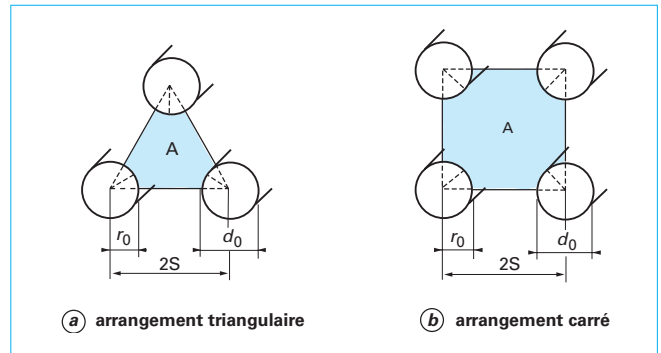 A
A
r0
d0
2S
r0
d0
2S
a arrangement triangulaire
b arrangement carré